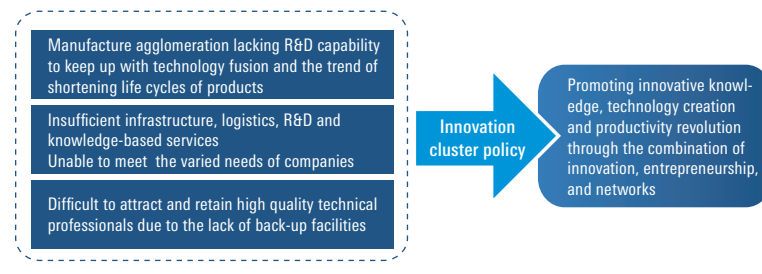 Manufacture agglomeration lacking R&D capability
to keep up with technology fusion and the trend of
shortening life cycles of products
Insufficient infrastructure, logistics, R&D and
knowledge-based services
Unable to meet the varied needs of companies
Difficult to attract and retain high quality technical
professionals due to the lack of back-up facilities
Innovation
cluster policy
Promoting innovative knowl-
edge, technology creation
and productivity revolution
through the combination of
innovation, entrepreneurship,
and networks